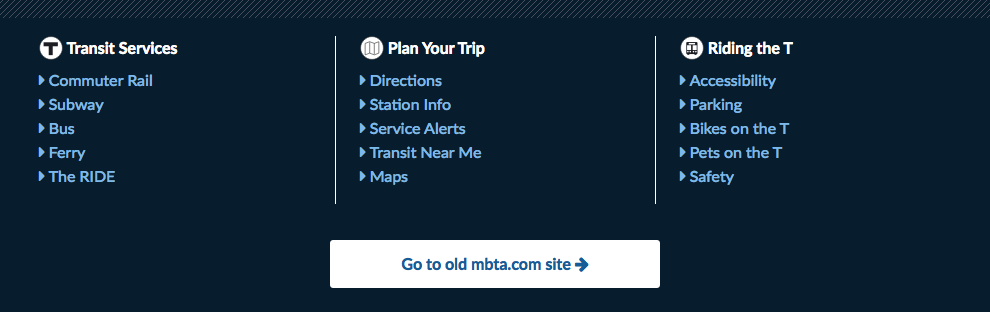 Transit Services
Commuter Rail
Subway
Bus
Ferry
The RIDE
Plan Your Trip
Directions
Station Info
Service Alerts
Transit Near Me
Maps
Riding the T
Accessibility
Parking
Bikes on the T
Pets on the T
Safety
Go to old mbta.com site